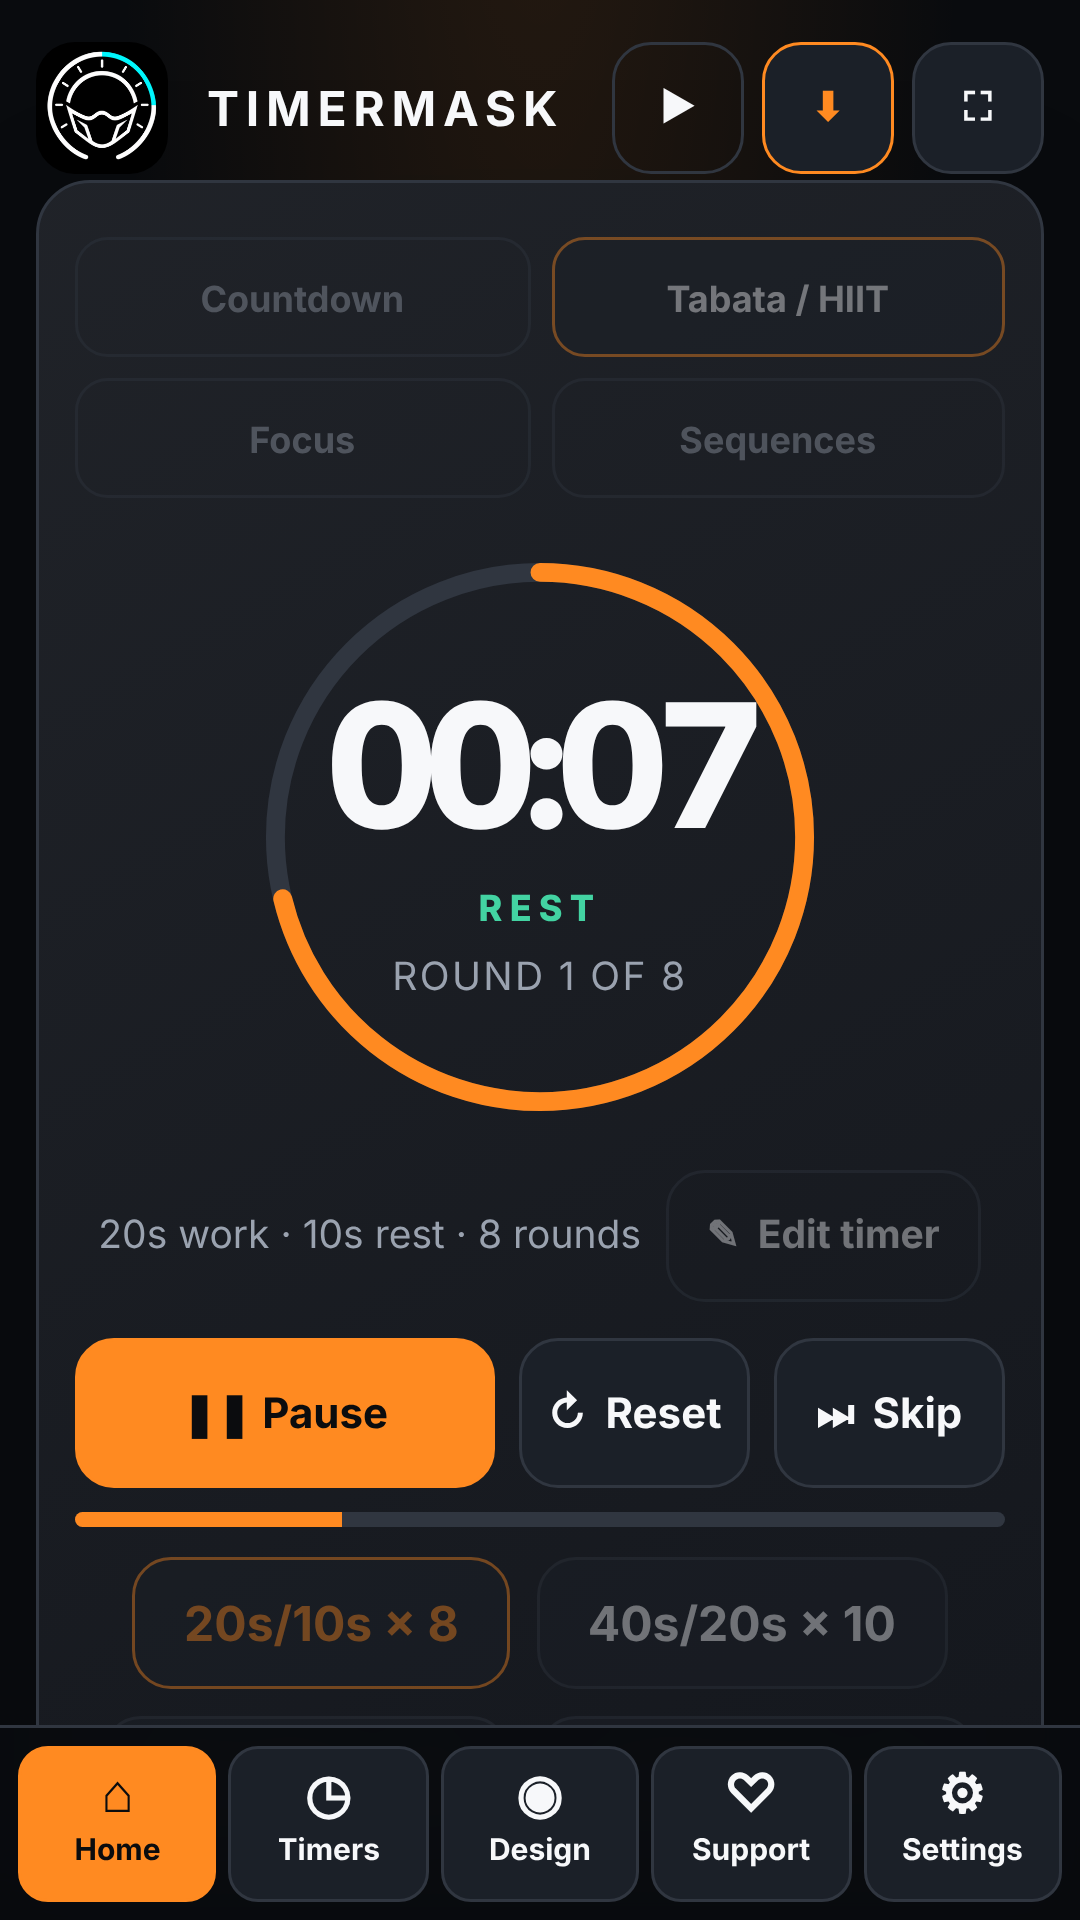 TIMERMASK
Countdown
Tabata / HIIT
Focus
Sequences
00:07
REST
ROUND 1 OF 8
20s work · 10s rest · 8 rounds
Edit timer
Pause
Reset
Skip
20s/10s × 8
40s/20s × 10
Home
Timers
Design
Support
Settings